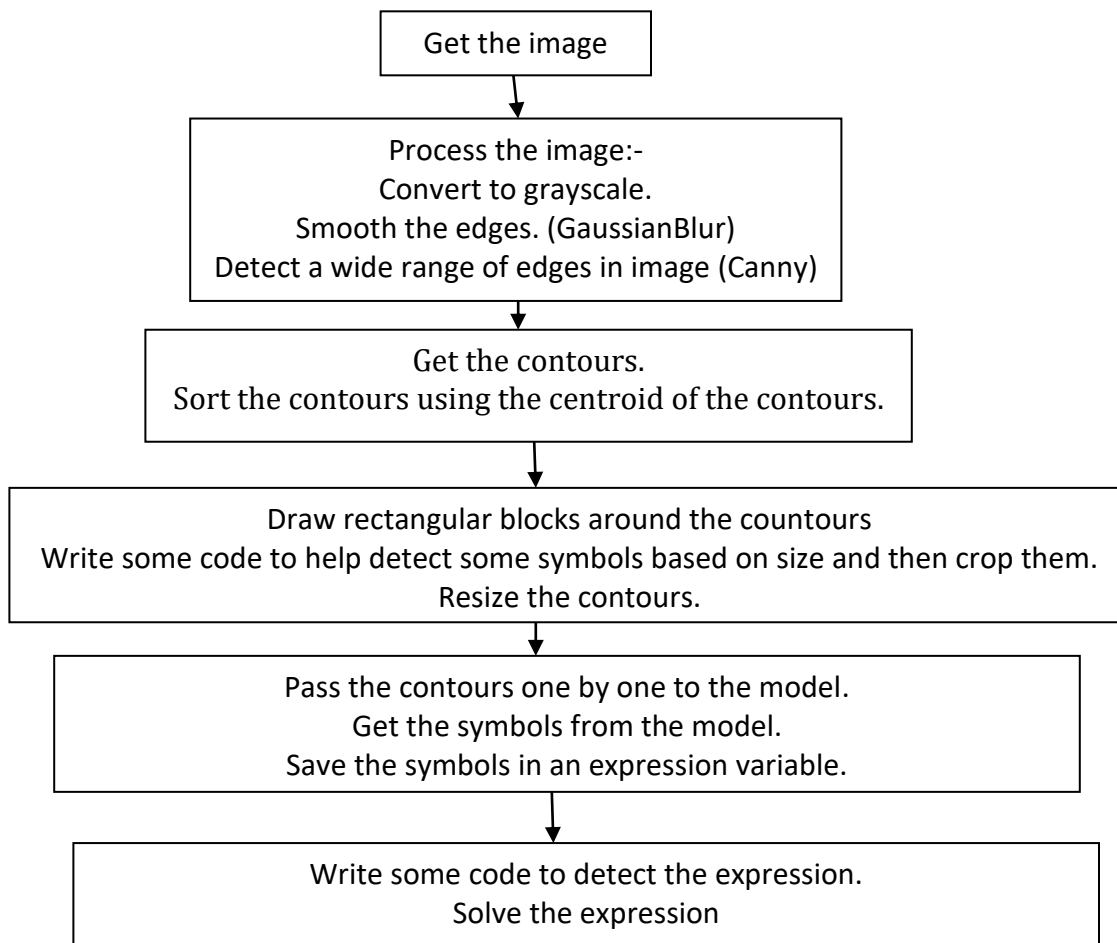 Get the image
Process the image:-
Convert to grayscale.
Smooth the edges. (GaussianBlur)
Detect a wide range of edges in image (Canny)
Get the contours.
Sort the contours using the centroid of the contours.
Draw rectangular blocks around the countours
Write some code to help detect some symbols based on size and then crop them.
Resize the contours.
Pass the contours one by one to the model.
Get the symbols from the model.
Save the symbols in an expression variable.
Write some code to detect the expression.
Solve the expression